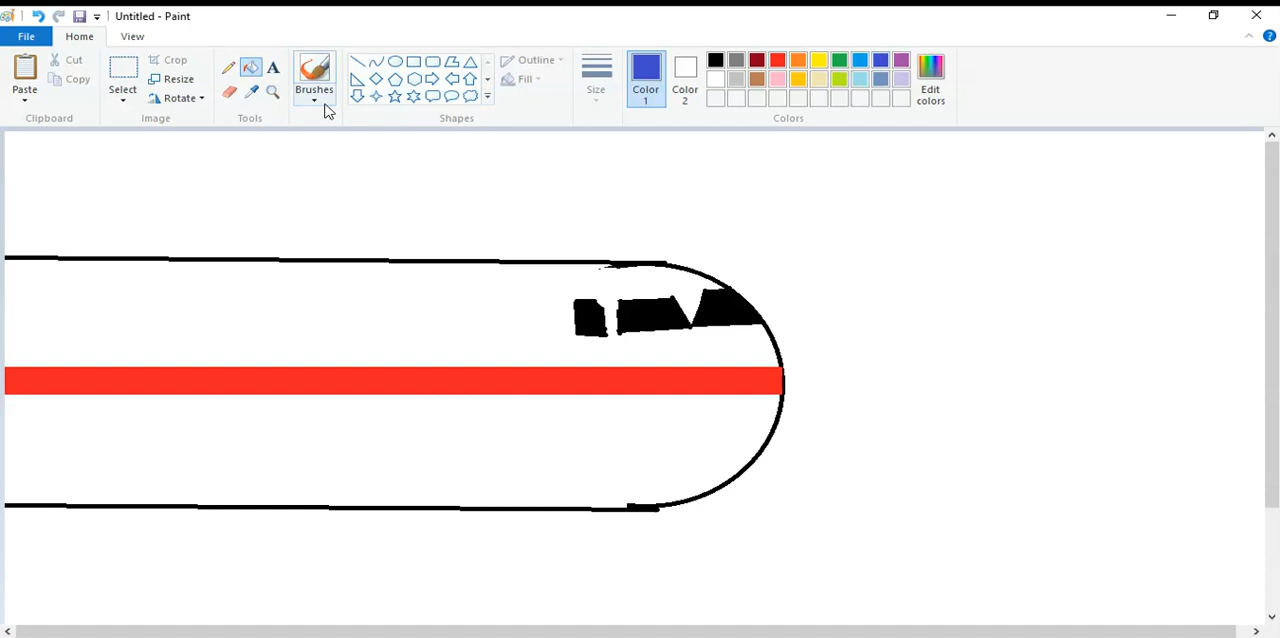 Untitled - Paint
File Home View
Paste
Cut
Copy
Clipboard
Select
Crop
Resize
Rotate
Image
A
Tools
Brushes
Outline
Fill
Shapes
Size
Color 1
Color 2
Edit colors
Colors